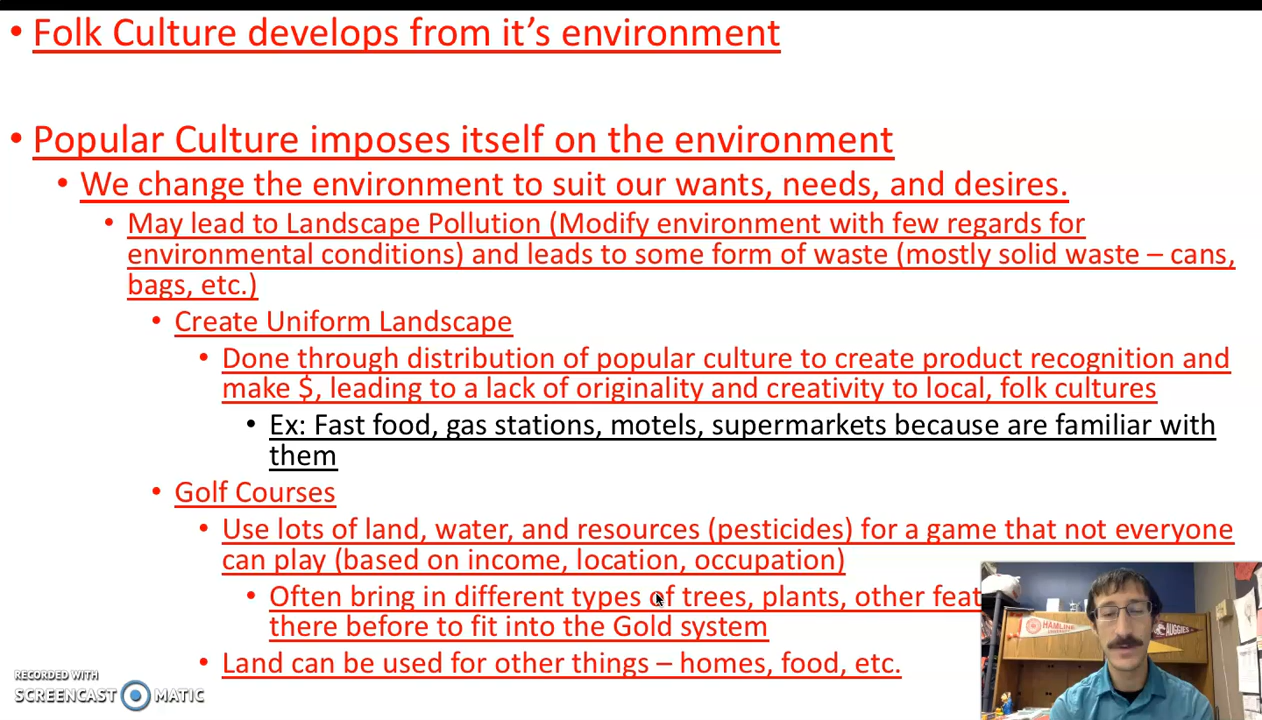 • Folk Culture develops from it’s environment
• Popular Culture imposes itself on the environment
• We change the environment to suit our wants, needs, and desires.
• May lead to Landscape Pollution (Modify environment with few regards for
environmental conditions) and leads to some form of waste (mostly solid waste – cans,
bags, etc.)
• Create Uniform Landscape
• Done through distribution of popular culture to create product recognition and
make $, leading to a lack of originality and creativity to local, folk cultures
• Ex: Fast food, gas stations, motels, supermarkets because are familiar with
them
• Golf Courses
• Use lots of land, water, and resources (pesticides) for a game that not everyone
can play (based on income, location, occupation)
• Often bring in different types of trees, plants, other feat
there before to fit into the Gold system
• Land can be used for other things – homes, food, etc.
HAMLINE
AUGGIES
RECORDED WITH
SCREENCAST MATIC